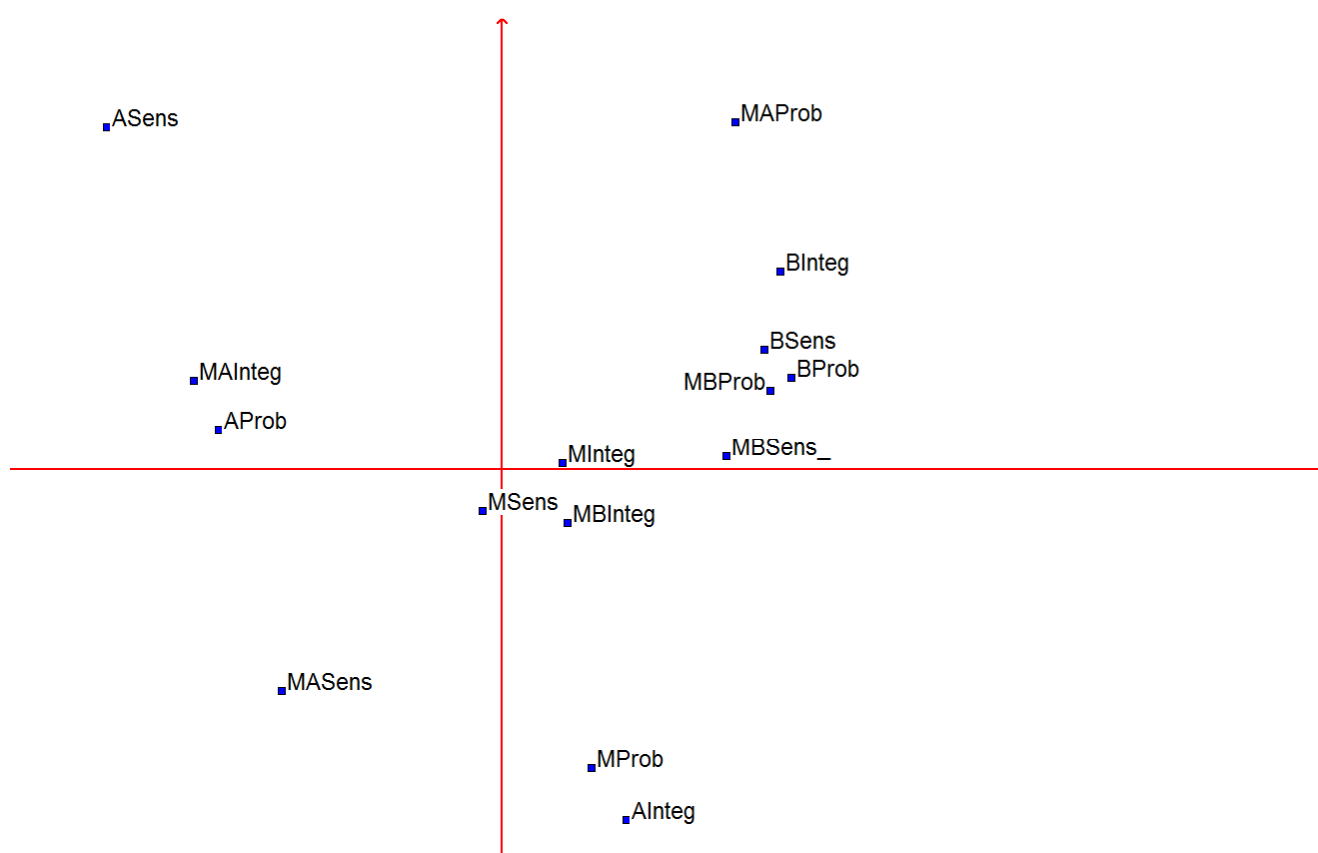 ASens
MAProb
BInteg
BSens
BProb
MAInteg
MBProb
AProb
MInteg
MBSens_
MSens
MBInteg
MASens
MProb
AInteg